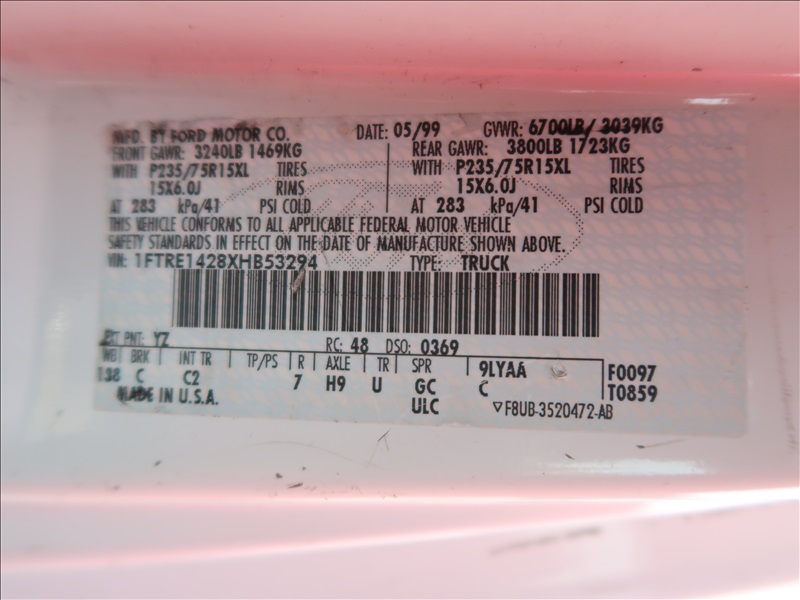 MFD. BY FORD MOTOR CO. DATE: 05/99 GVWR: 6700LB/ 3039KG
FRONT GAWR: 3240LB 1469KG REAR GAWR: 3800LB 1723KG
WITH P235/75R15XL TIRES WITH P235/75R15XL TIRES
15X6.0J RIMS 15X6.0J RIMS
AT 283 kPa/41 PSI COLD AT 283 kPa/41 PSI COLD
THIS VEHICLE CONFORMS TO ALL APPLICABLE FEDERAL MOTOR VEHICLE
SAFETY STANDARDS IN EFFECT ON THE DATE OF MANUFACTURE SHOWN ABOVE.
VIN: 1FTRE1428XHB53294 TYPE: TRUCK
EXT PNT: YZ RC: 48 DSO: 0369
WB BRK INT TR TP/PS R AXLE TR SPR 9LYAA F0097
138 C C2 7 H9 U GC C T0859
MADE IN U.S.A. ULC ▽F8UB-3520472-AB